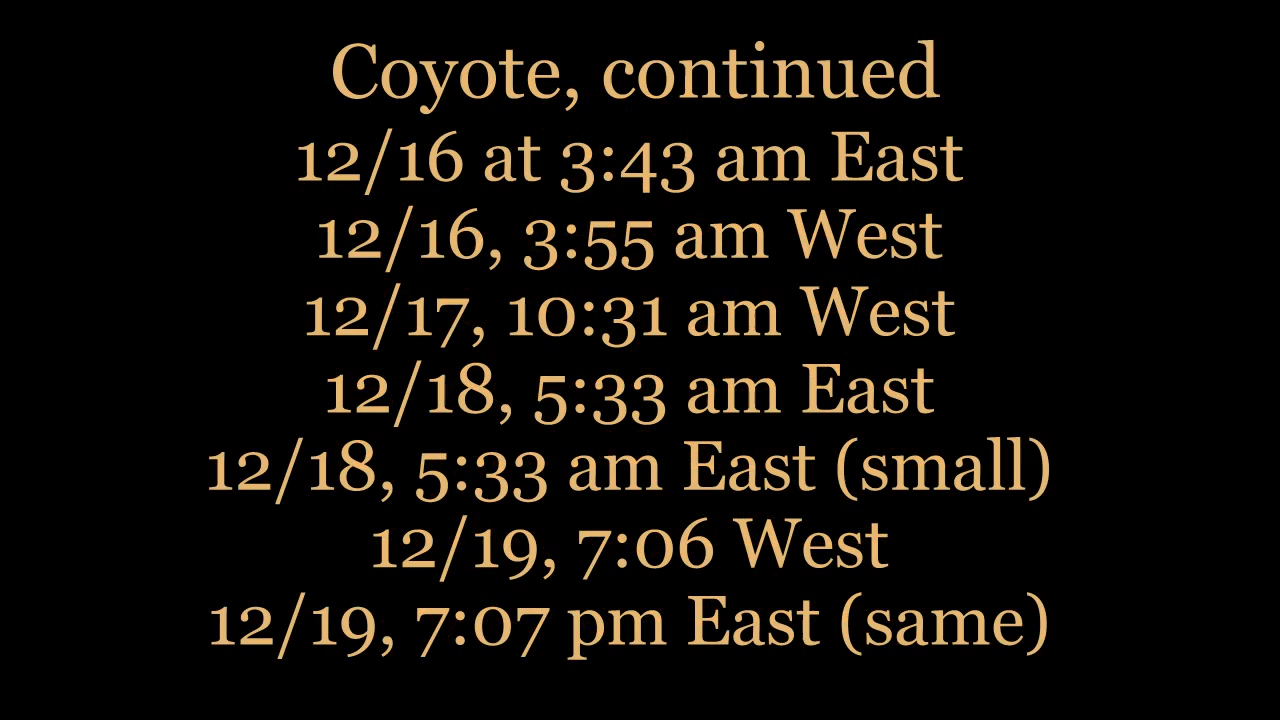 Coyote, continued
12/16 at 3:43 am East
12/16, 3:55 am West
12/17, 10:31 am West
12/18, 5:33 am East
12/18, 5:33 am East (small)
12/19, 7:06 West
12/19, 7:07 pm East (same)